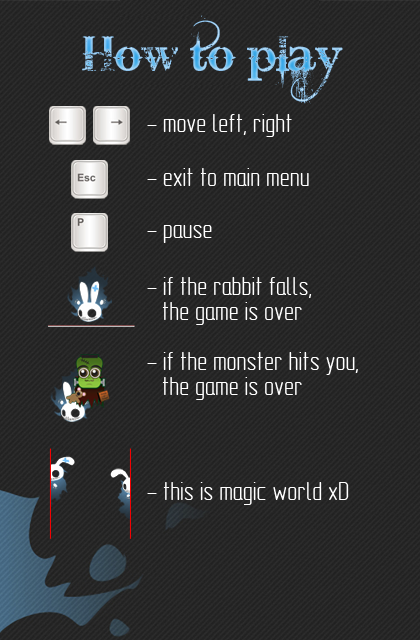 How to play
← → – move left, right
Esc – exit to main menu
P – pause
– if the rabbit falls,
the game is over
– if the monster hits you,
the game is over
– this is magic world xD